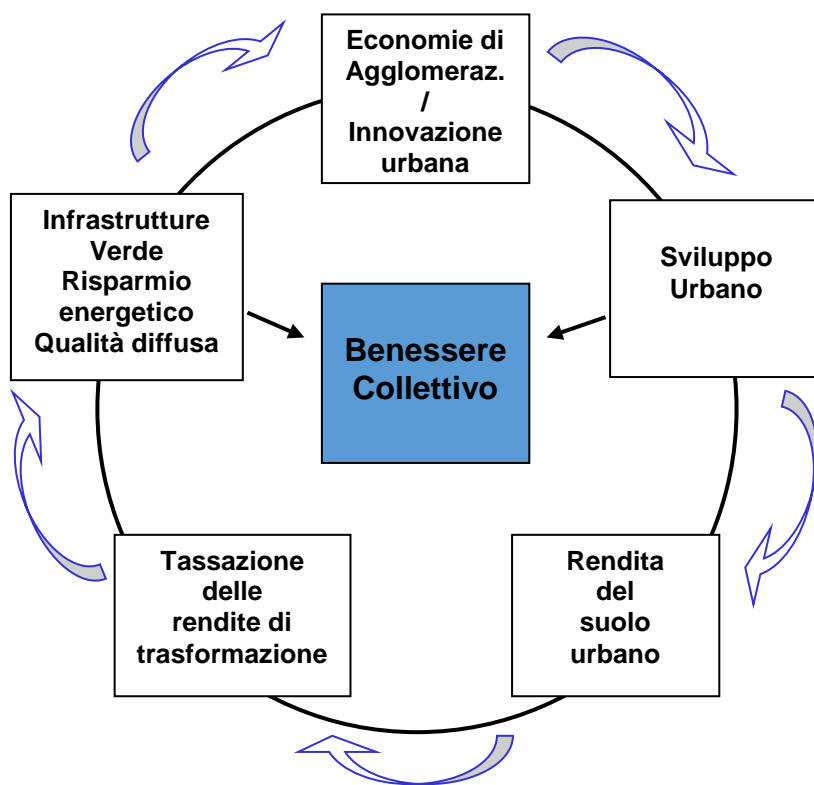 Economie di
Agglomeraz.
/
Innovazione
urbana
Infrastrutture
Verde
Risparmio
energetico
Qualità diffusa
Sviluppo
Urbano
Benessere
Collettivo
Tassazione
delle
rendite di
trasformazione
Rendita
del
suolo
urbano